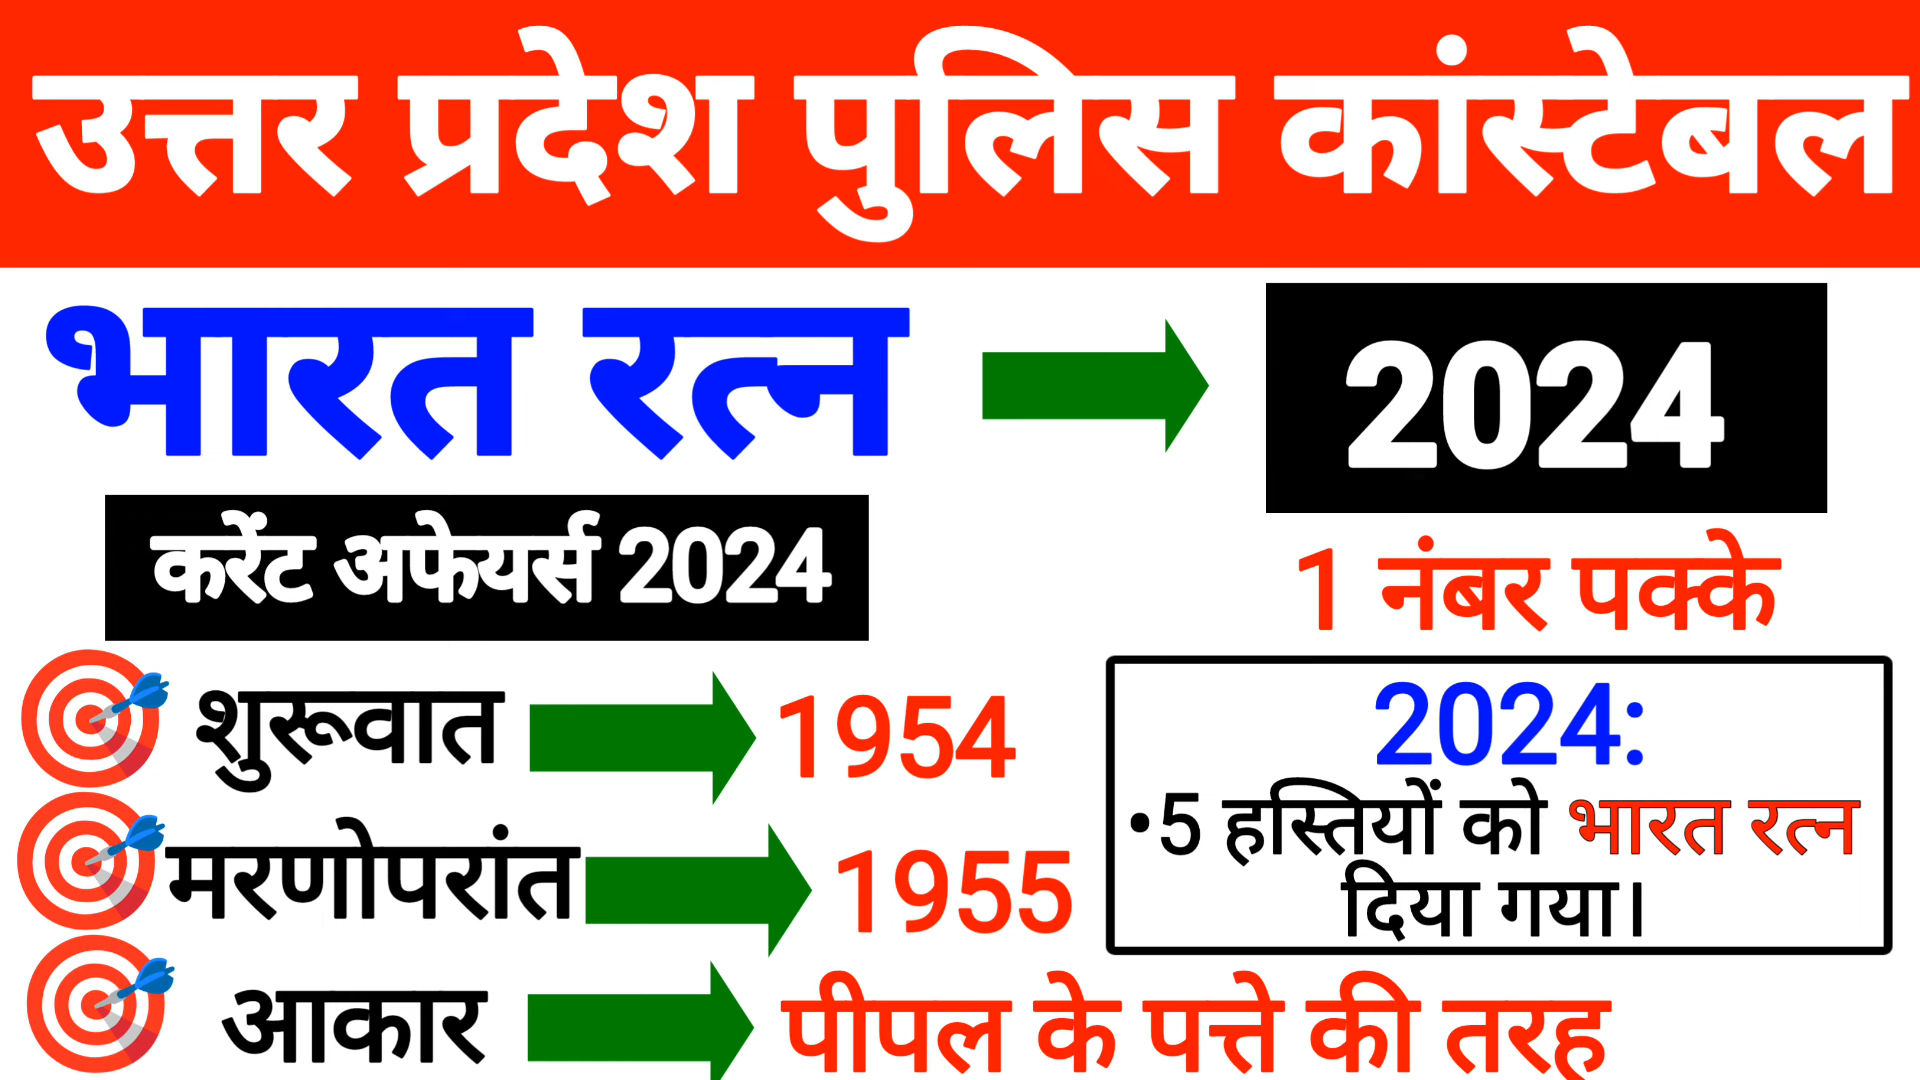 उत्तर प्रदेश पुलिस कांस्टेबल
भारत रत्न
2024
करेंट अफेयर्स 2024
1 नंबर पक्के
शुरूवात
1954
मरणोपरांत
1955
आकार
पीपल के पत्ते की तरह
2024:
•5 हस्तियों को भारत रत्न
दिया गया।